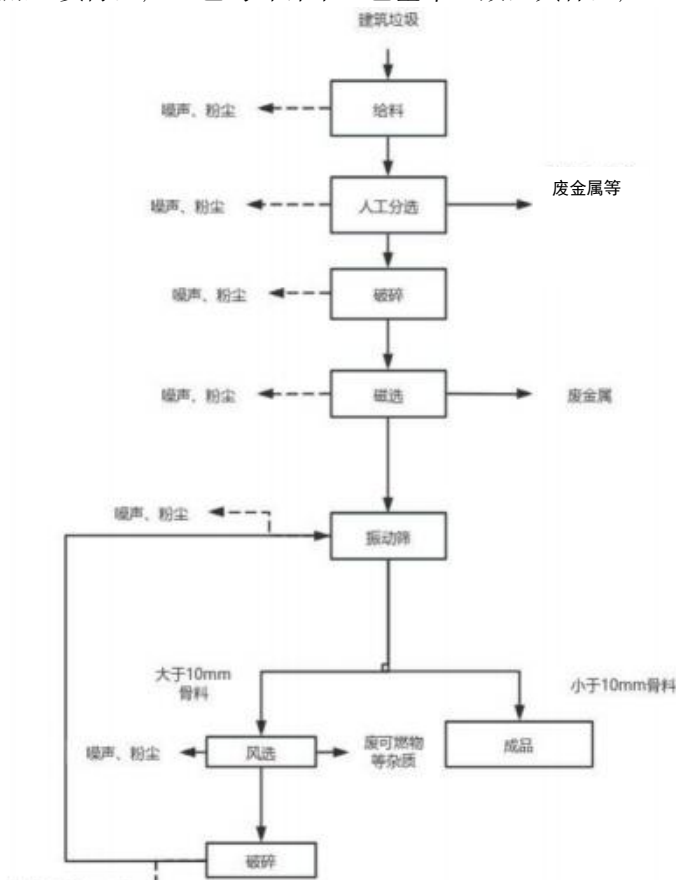 建筑垃圾
噪声、粉尘
给料
废金属等
噪声、粉尘
人工分选
噪声、粉尘
破碎
噪声、粉尘
磁选
废金属
噪声、粉尘
振动筛
大于10mm
骨料
小于10mm骨料
噪声、粉尘
风选
废可燃物
等杂质
成品
破碎